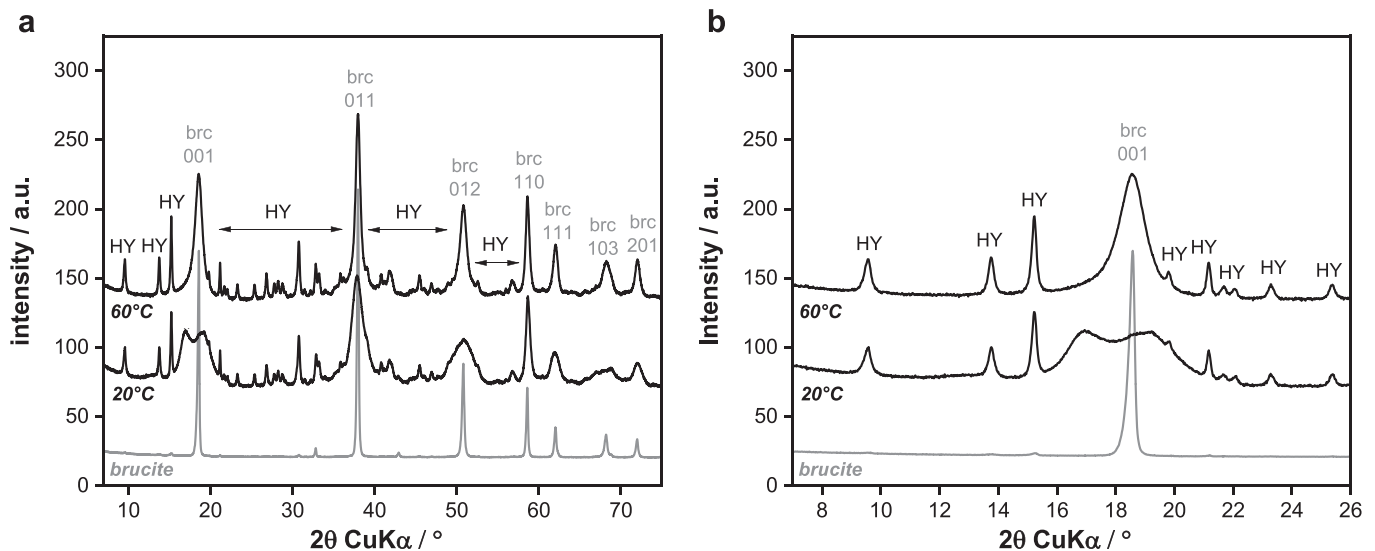 a
intensity / a.u.
300
250
200
150
100
50
0
10
20
30
40
50
60
70
2θ CuKα / °
brc
001
brc
011
brc
012
brc
110
brc
111
brc
103
brc
201
HY
HY
HY
HY
HY
HY
60°C
20°C
brucite
b
Intensity / a.u.
300
250
200
150
100
50
0
8
10
12
14
16
18
20
22
24
26
2θ CuKα / °
brc
001
HY
HY
HY
HY
HY
HY
HY
HY
60°C
20°C
brucite